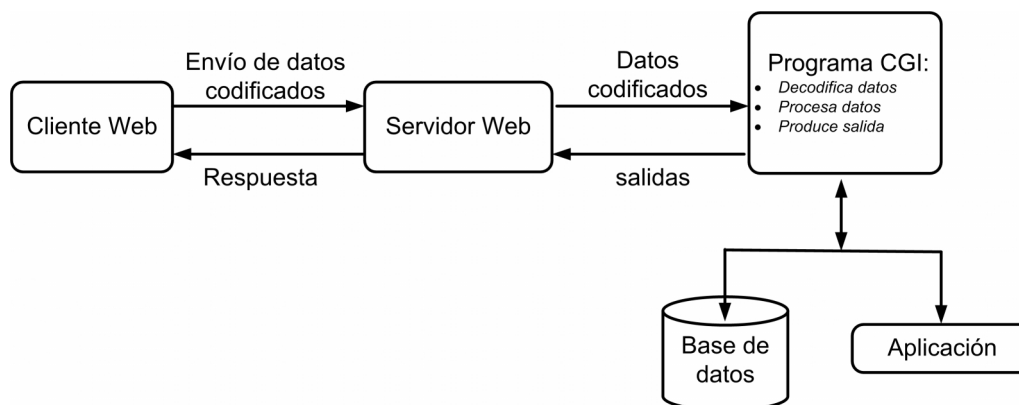 Cliente Web
Envío de datos
codificados
Respuesta
Servidor Web
Datos
codificados
salidas
Programa CGI:
• Decodifica datos
• Procesa datos
• Produce salida
Base de
datos
Aplicación